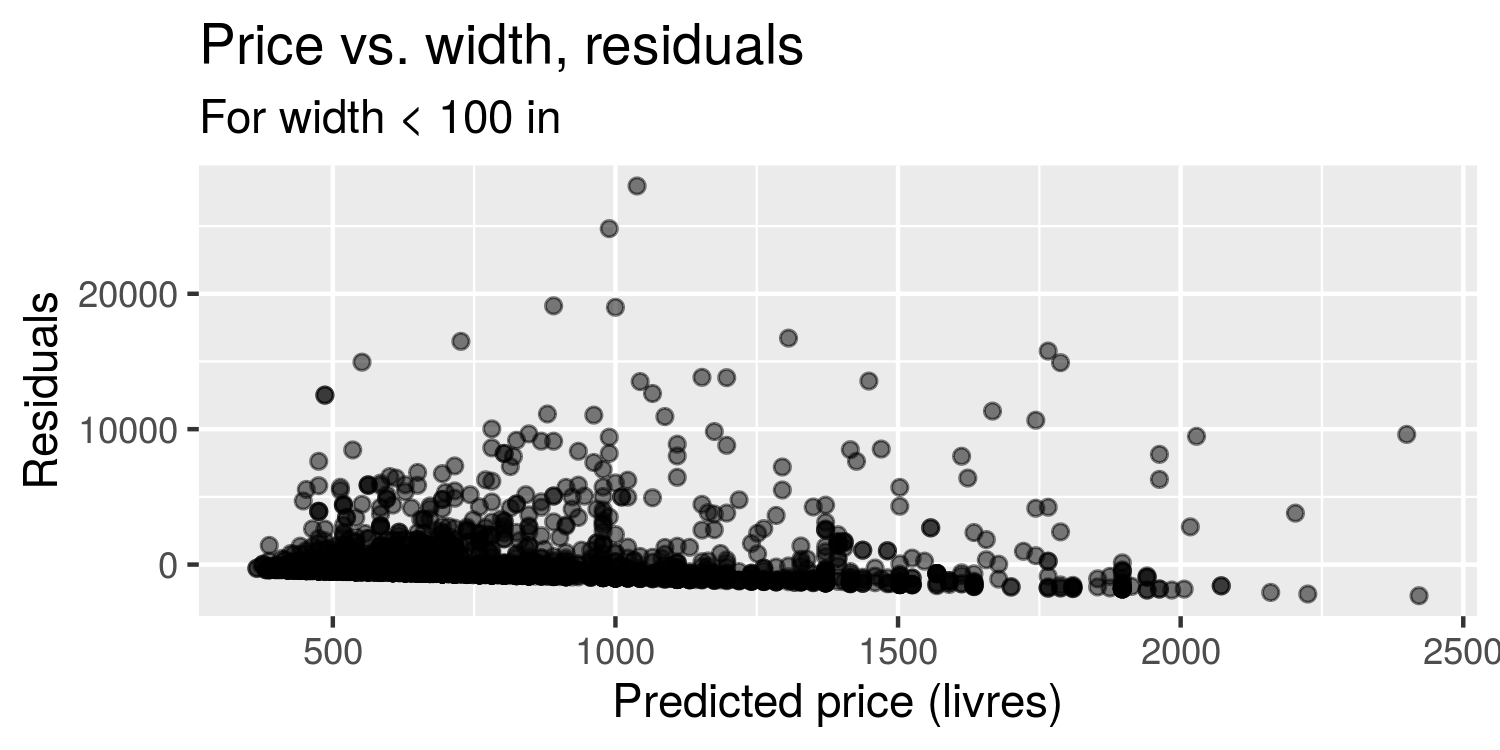 Price vs. width, residuals
For width < 100 in
Residuals
20000
10000
0
500 1000 1500 2000 2500
Predicted price (livres)